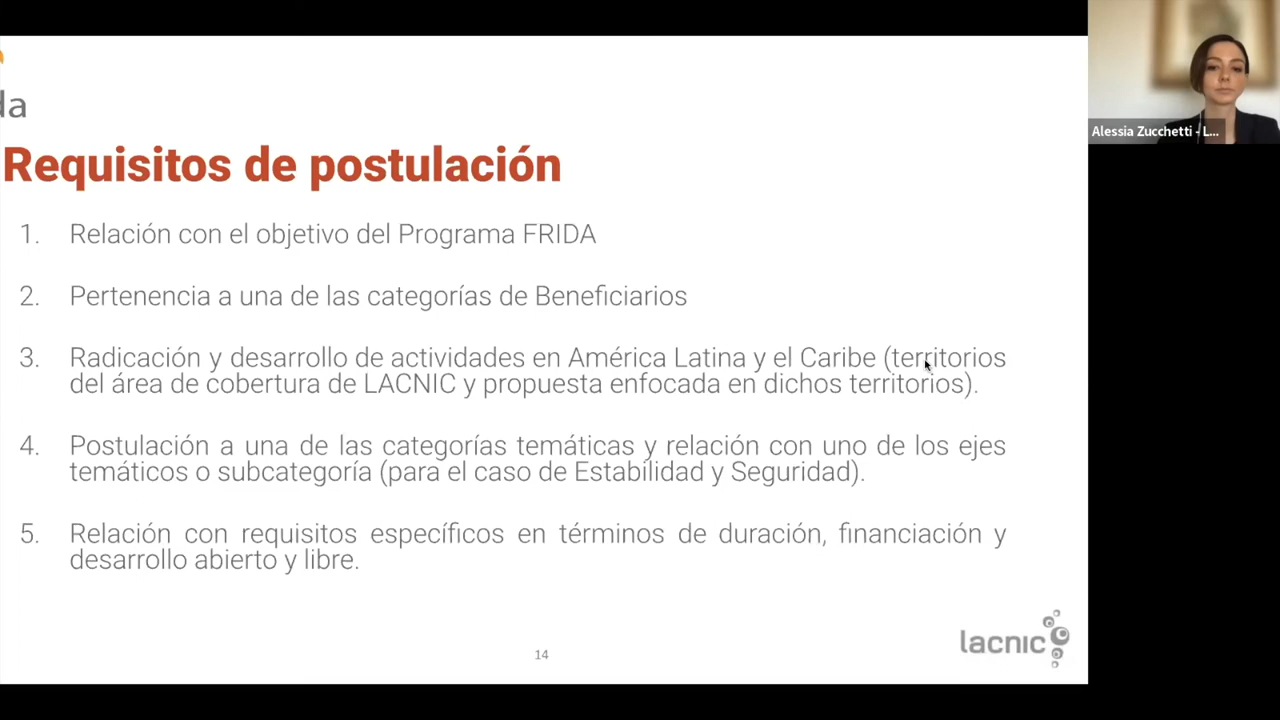 da
Requisitos de postulación
1. Relación con el objetivo del Programa FRIDA
2. Pertenencia a una de las categorías de Beneficiarios
3. Radicación y desarrollo de actividades en América Latina y el Caribe (territorios
del área de cobertura de LACNIC y propuesta enfocada en dichos territorios).
4. Postulación a una de las categorías temáticas y relación con uno de los ejes
temáticos o subcategoría (para el caso de Estabilidad y Seguridad).
5. Relación con requisitos específicos en términos de duración, financiación y
desarrollo abierto y libre.
14
lacnic
Alessia Zucchetti - L...